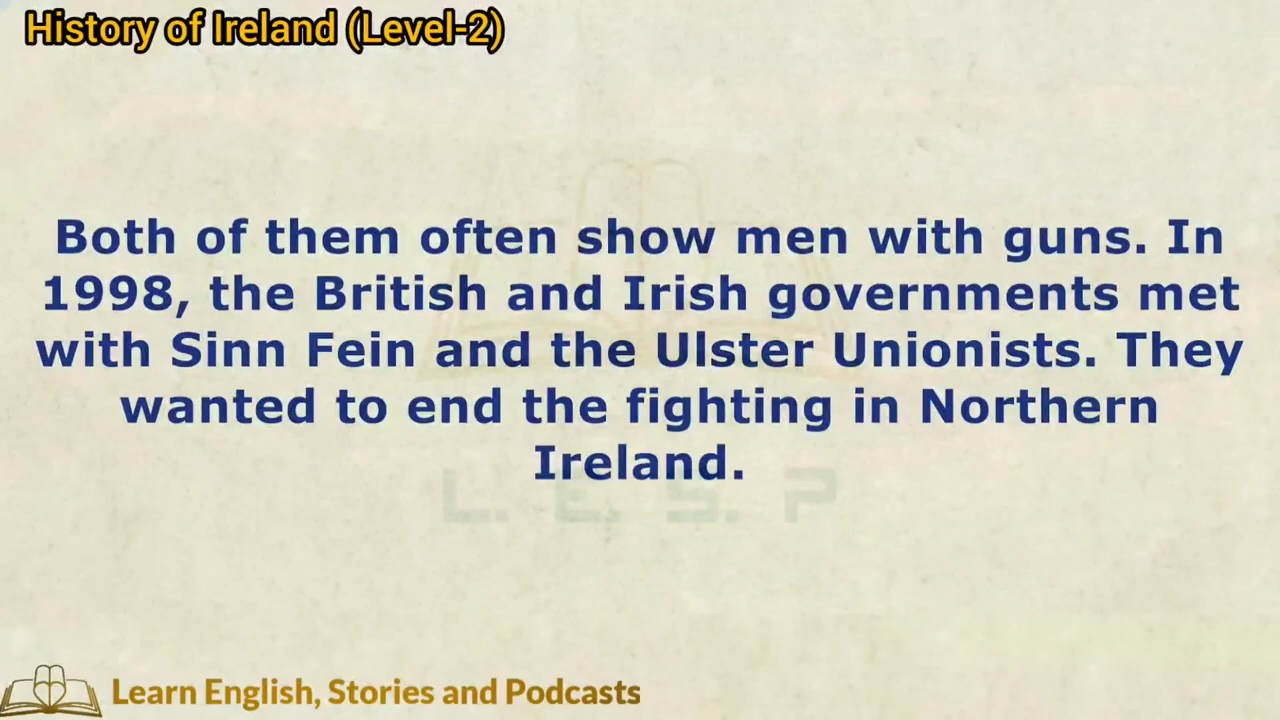 History of Ireland (Level-2)
Both of them often show men with guns. In
1998, the British and Irish governments met
with Sinn Fein and the Ulster Unionists. They
wanted to end the fighting in Northern
Ireland.
L. E. S. P
Learn English, Stories and Podcasts